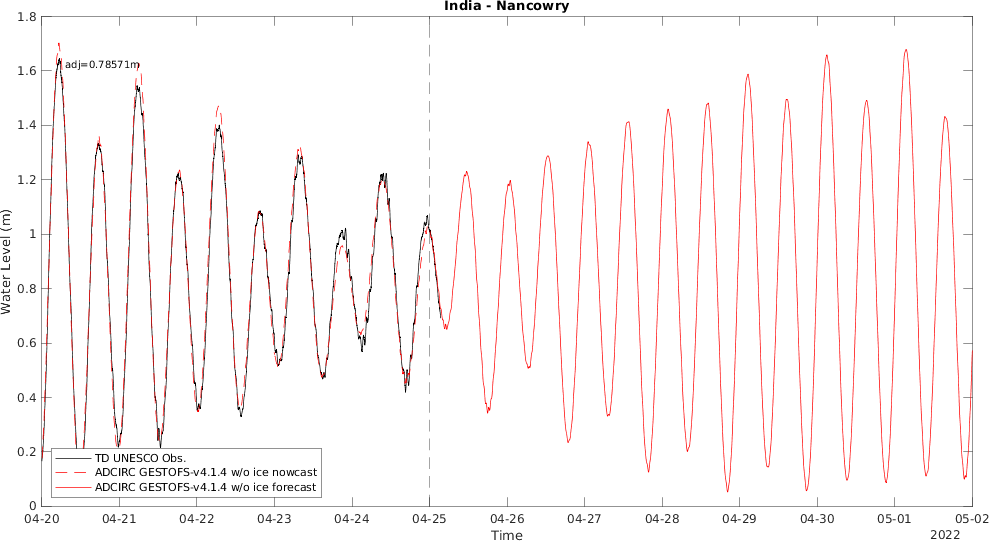 India - Nancowry
1.8
1.6
1.4
1.2
1
0.8
0.6
0.4
0.2
0
Water Level (m)
adj=0.78571m
TD UNESCO Obs.
ADCIRC GESTOFS-v4.1.4 w/o ice nowcast
ADCIRC GESTOFS-v4.1.4 w/o ice forecast
04-20 04-21 04-22 04-23 04-24 04-25 04-26 04-27 04-28 04-29 04-30 05-01 05-02
Time
2022